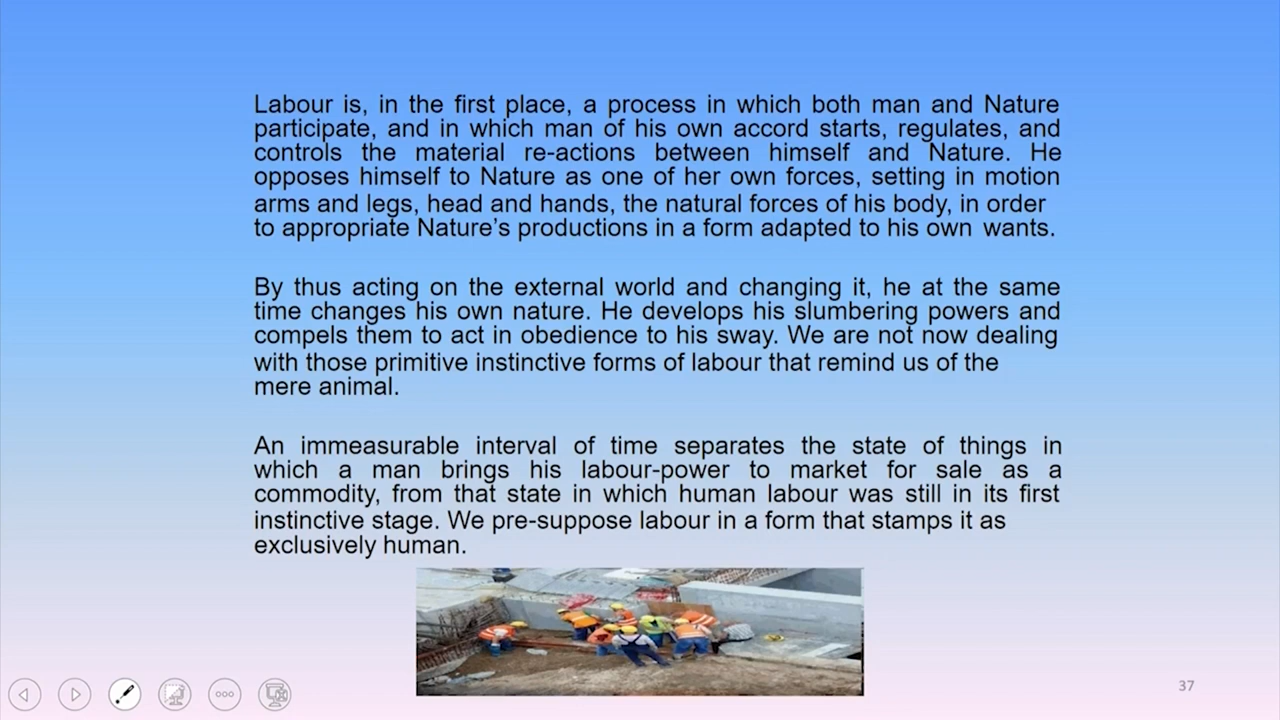 Labour is, in the first place, a process in which both man and Nature
participate, and in which man of his own accord starts, regulates, and
controls the material re-actions between himself and Nature. He
opposes himself to Nature as one of her own forces, setting in motion
arms and legs, head and hands, the natural forces of his body, in order
to appropriate Nature’s productions in a form adapted to his own wants.
By thus acting on the external world and changing it, he at the same
time changes his own nature. He develops his slumbering powers and
compels them to act in obedience to his sway. We are not now dealing
with those primitive instinctive forms of labour that remind us of the
mere animal.
An immeasurable interval of time separates the state of things in
which a man brings his labour-power to market for sale as a
commodity, from that state in which human labour was still in its first
instinctive stage. We pre-suppose labour in a form that stamps it as
exclusively human.
37